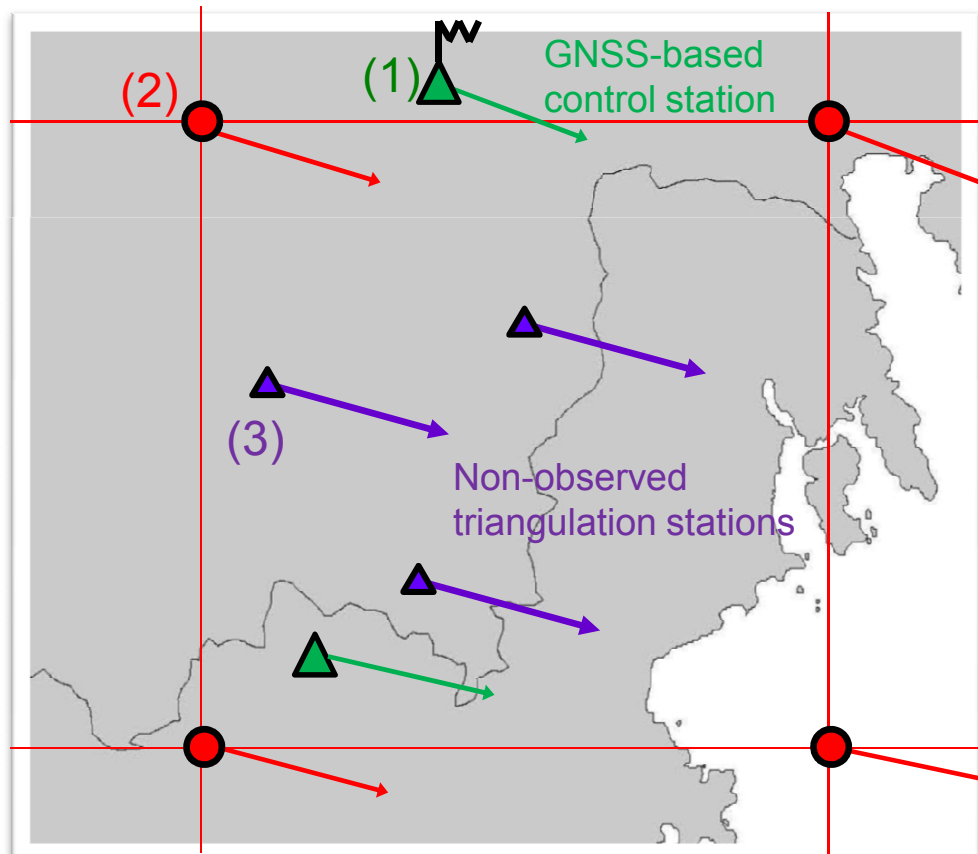 GNSS-based
control station
(1)
(2)
(3)
Non-observed
triangulation stations